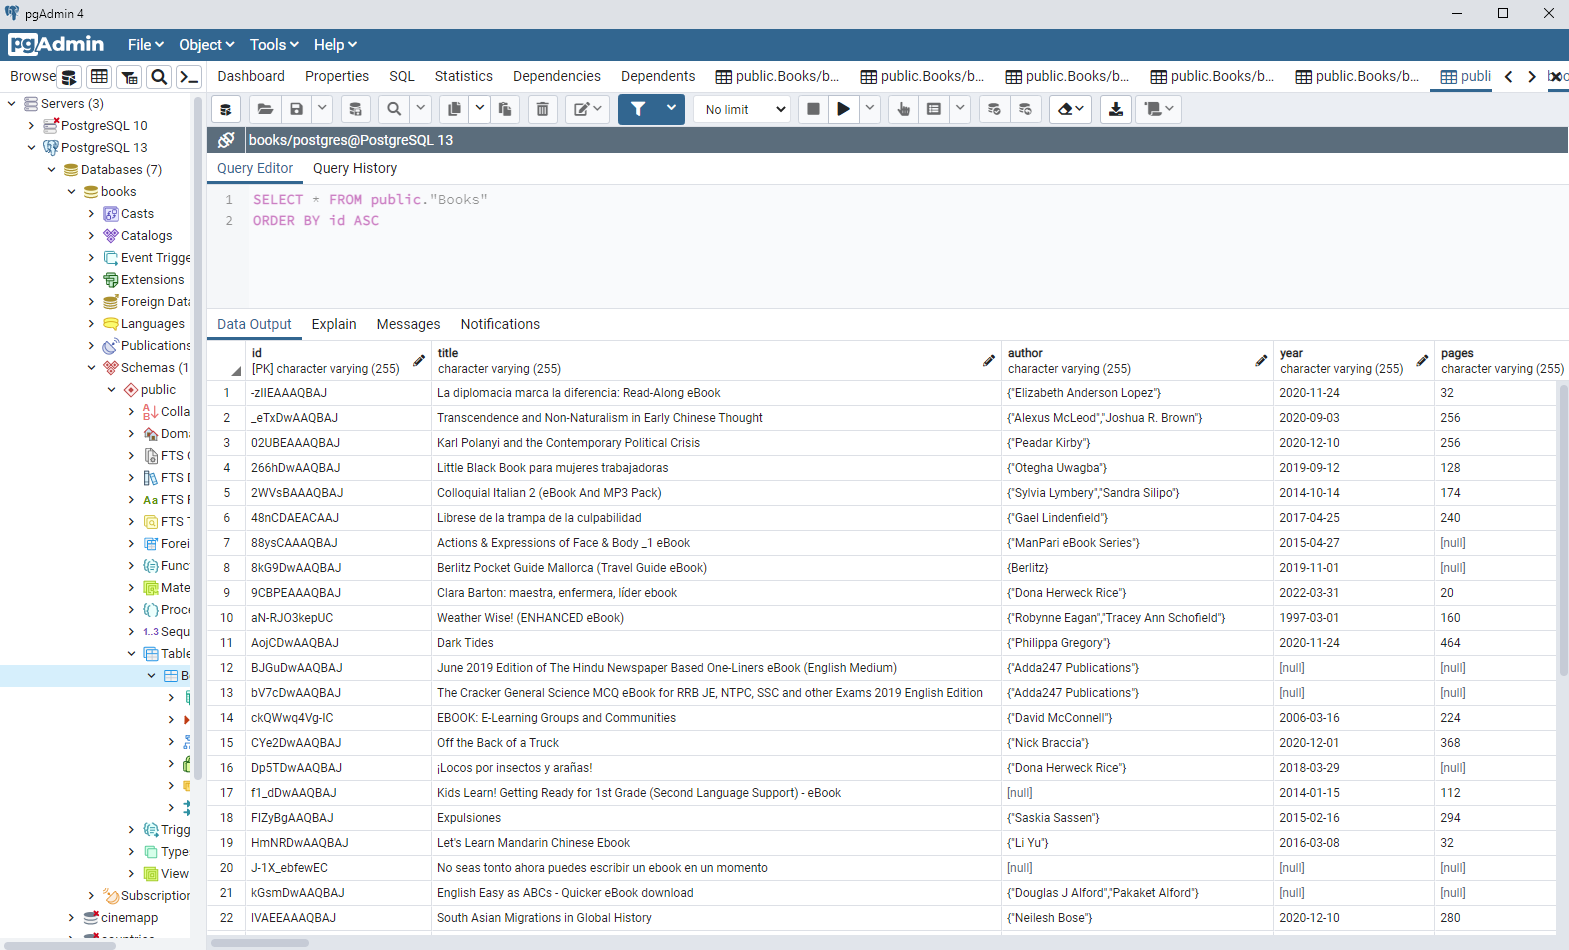 pgAdmin 4
pgAdmin File Object Tools Help
Browse Dashboard Properties SQL Statistics Dependencies Dependents public.Books/b... public.Books/b... public.Books/b... public.Books/b... public.Books/b... publi
Servers (3)
PostgreSQL 10
PostgreSQL 13
Databases (7)
books
Casts
Catalogs
Event Trigge
Extensions
Foreign Data
Languages
Publications
Schemas (1
public
Colla
Doma
FTS C
FTS D
FTS F
FTS T
Forei
Func
Mate
Proce
1..3 Sequ
Table
B
Trigg
Type
View
Subscription
cinemapp
countries
No limit
books/postgres@PostgreSQL 13
Query Editor Query History
1 SELECT * FROM public."Books"
2 ORDER BY id ASC
Data Output Explain Messages Notifications
id title author year pages
[PK] character varying (255) character varying (255) character varying (255) character varying (255) character varying (255)
1 -zIIEAAAQBAJ La diplomacia marca la diferencia: Read-Along eBook {"Elizabeth Anderson Lopez"} 2020-11-24 32
2 _eTxDwAAQBAJ Transcendence and Non-Naturalism in Early Chinese Thought {"Alexus McLeod","Joshua R. Brown"} 2020-09-03 256
3 02UBEAAAQBAJ Karl Polanyi and the Contemporary Political Crisis {"Peadar Kirby"} 2020-12-10 256
4 266hDwAAQBAJ Little Black Book para mujeres trabajadoras {"Otegha Uwagba"} 2019-09-12 128
5 2WVsBAAAQBAJ Colloquial Italian 2 (eBook And MP3 Pack) {"Sylvia Lymbery","Sandra Silipo"} 2014-10-14 174
6 48nCDAEACAAJ Librese de la trampa de la culpabilidad {"Gael Lindenfield"} 2017-04-25 240
7 88ysCAAAQBAJ Actions & Expressions of Face & Body _1 eBook {"ManPari eBook Series"} 2015-04-27 [null]
8 8kG9DwAAQBAJ Berlitz Pocket Guide Mallorca (Travel Guide eBook) {Berlitz} 2019-11-01 [null]
9 9CBPEAAAQBAJ Clara Barton: maestra, enfermera, líder ebook {"Dona Herweck Rice"} 2022-03-31 20
10 aN-RJO3kepUC Weather Wise! (ENHANCED eBook) {"Robynne Eagan","Tracey Ann Schofield"} 1997-03-01 160
11 AojCDwAAQBAJ Dark Tides {"Philippa Gregory"} 2020-11-24 464
12 BJGuDwAAQBAJ June 2019 Edition of The Hindu Newspaper Based One-Liners eBook (English Medium) {"Adda247 Publications"} [null] [null]
13 bV7cDwAAQBAJ The Cracker General Science MCQ eBook for RRB JE, NTPC, SSC and other Exams 2019 English Edition {"Adda247 Publications"} [null] [null]
14 ckQWwq4Vg-IC EBOOK: E-Learning Groups and Communities {"David McConnell"} 2006-03-16 224
15 CYe2DwAAQBAJ Off the Back of a Truck {"Nick Braccia"} 2020-12-01 368
16 Dp5TDwAAQBAJ ¡Locos por insectos y arañas! {"Dona Herweck Rice"} 2018-03-29 [null]
17 f1_dDwAAQBAJ Kids Learn! Getting Ready for 1st Grade (Second Language Support) - eBook [null] 2014-01-15 112
18 FIZyBgAAQBAJ Expulsiones {"Saskia Sassen"} 2015-02-16 294
19 HmNRDwAAQBAJ Let's Learn Mandarin Chinese Ebook {"Li Yu"} 2016-03-08 32
20 J-1X_ebfewEC No seas tonto ahora puedes escribir un ebook en un momento [null] [null] [null]
21 kGsmDwAAQBAJ English Easy as ABCs - Quicker eBook download {"Douglas J Alford","Pakaket Alford"} [null] [null]
22 IVAEEAAAQBAJ South Asian Migrations in Global History {"Neilesh Bose"} 2020-12-10 280